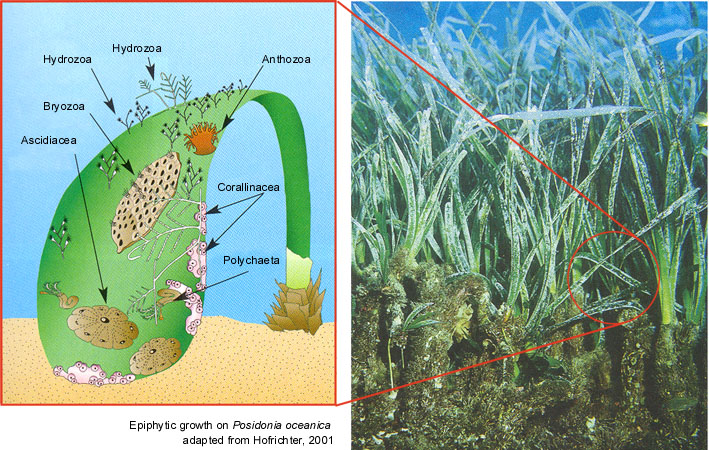 Hydrozoa
Hydrozoa
Anthozoa
Bryozoa
Ascidiacea
Corallinacea
Polychaeta
Epiphytic growth on Posidonia oceanica
adapted from Hofrichter, 2001